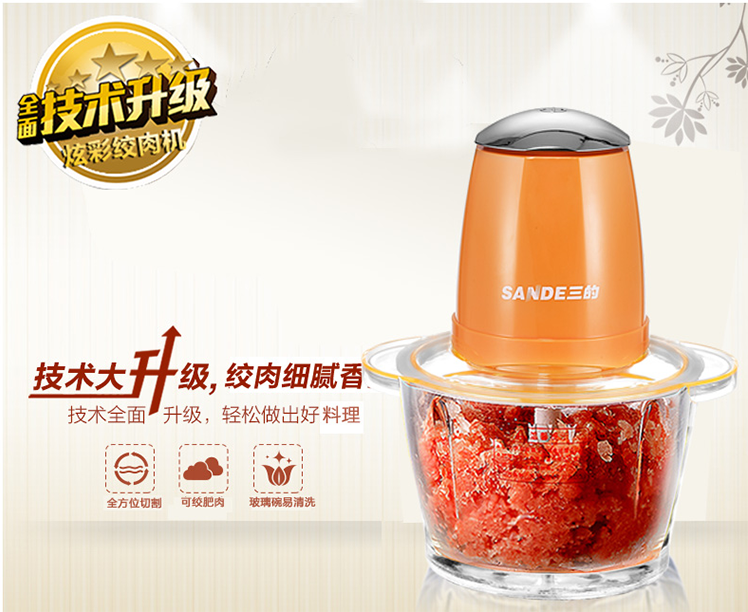 全面技术升级
炫彩绞肉机
SANDE三的
技术大升级,绞肉细腻香
技术全面 升级，轻松做出好料理
全方位切割
可绞肥肉
玻璃碗易清洗